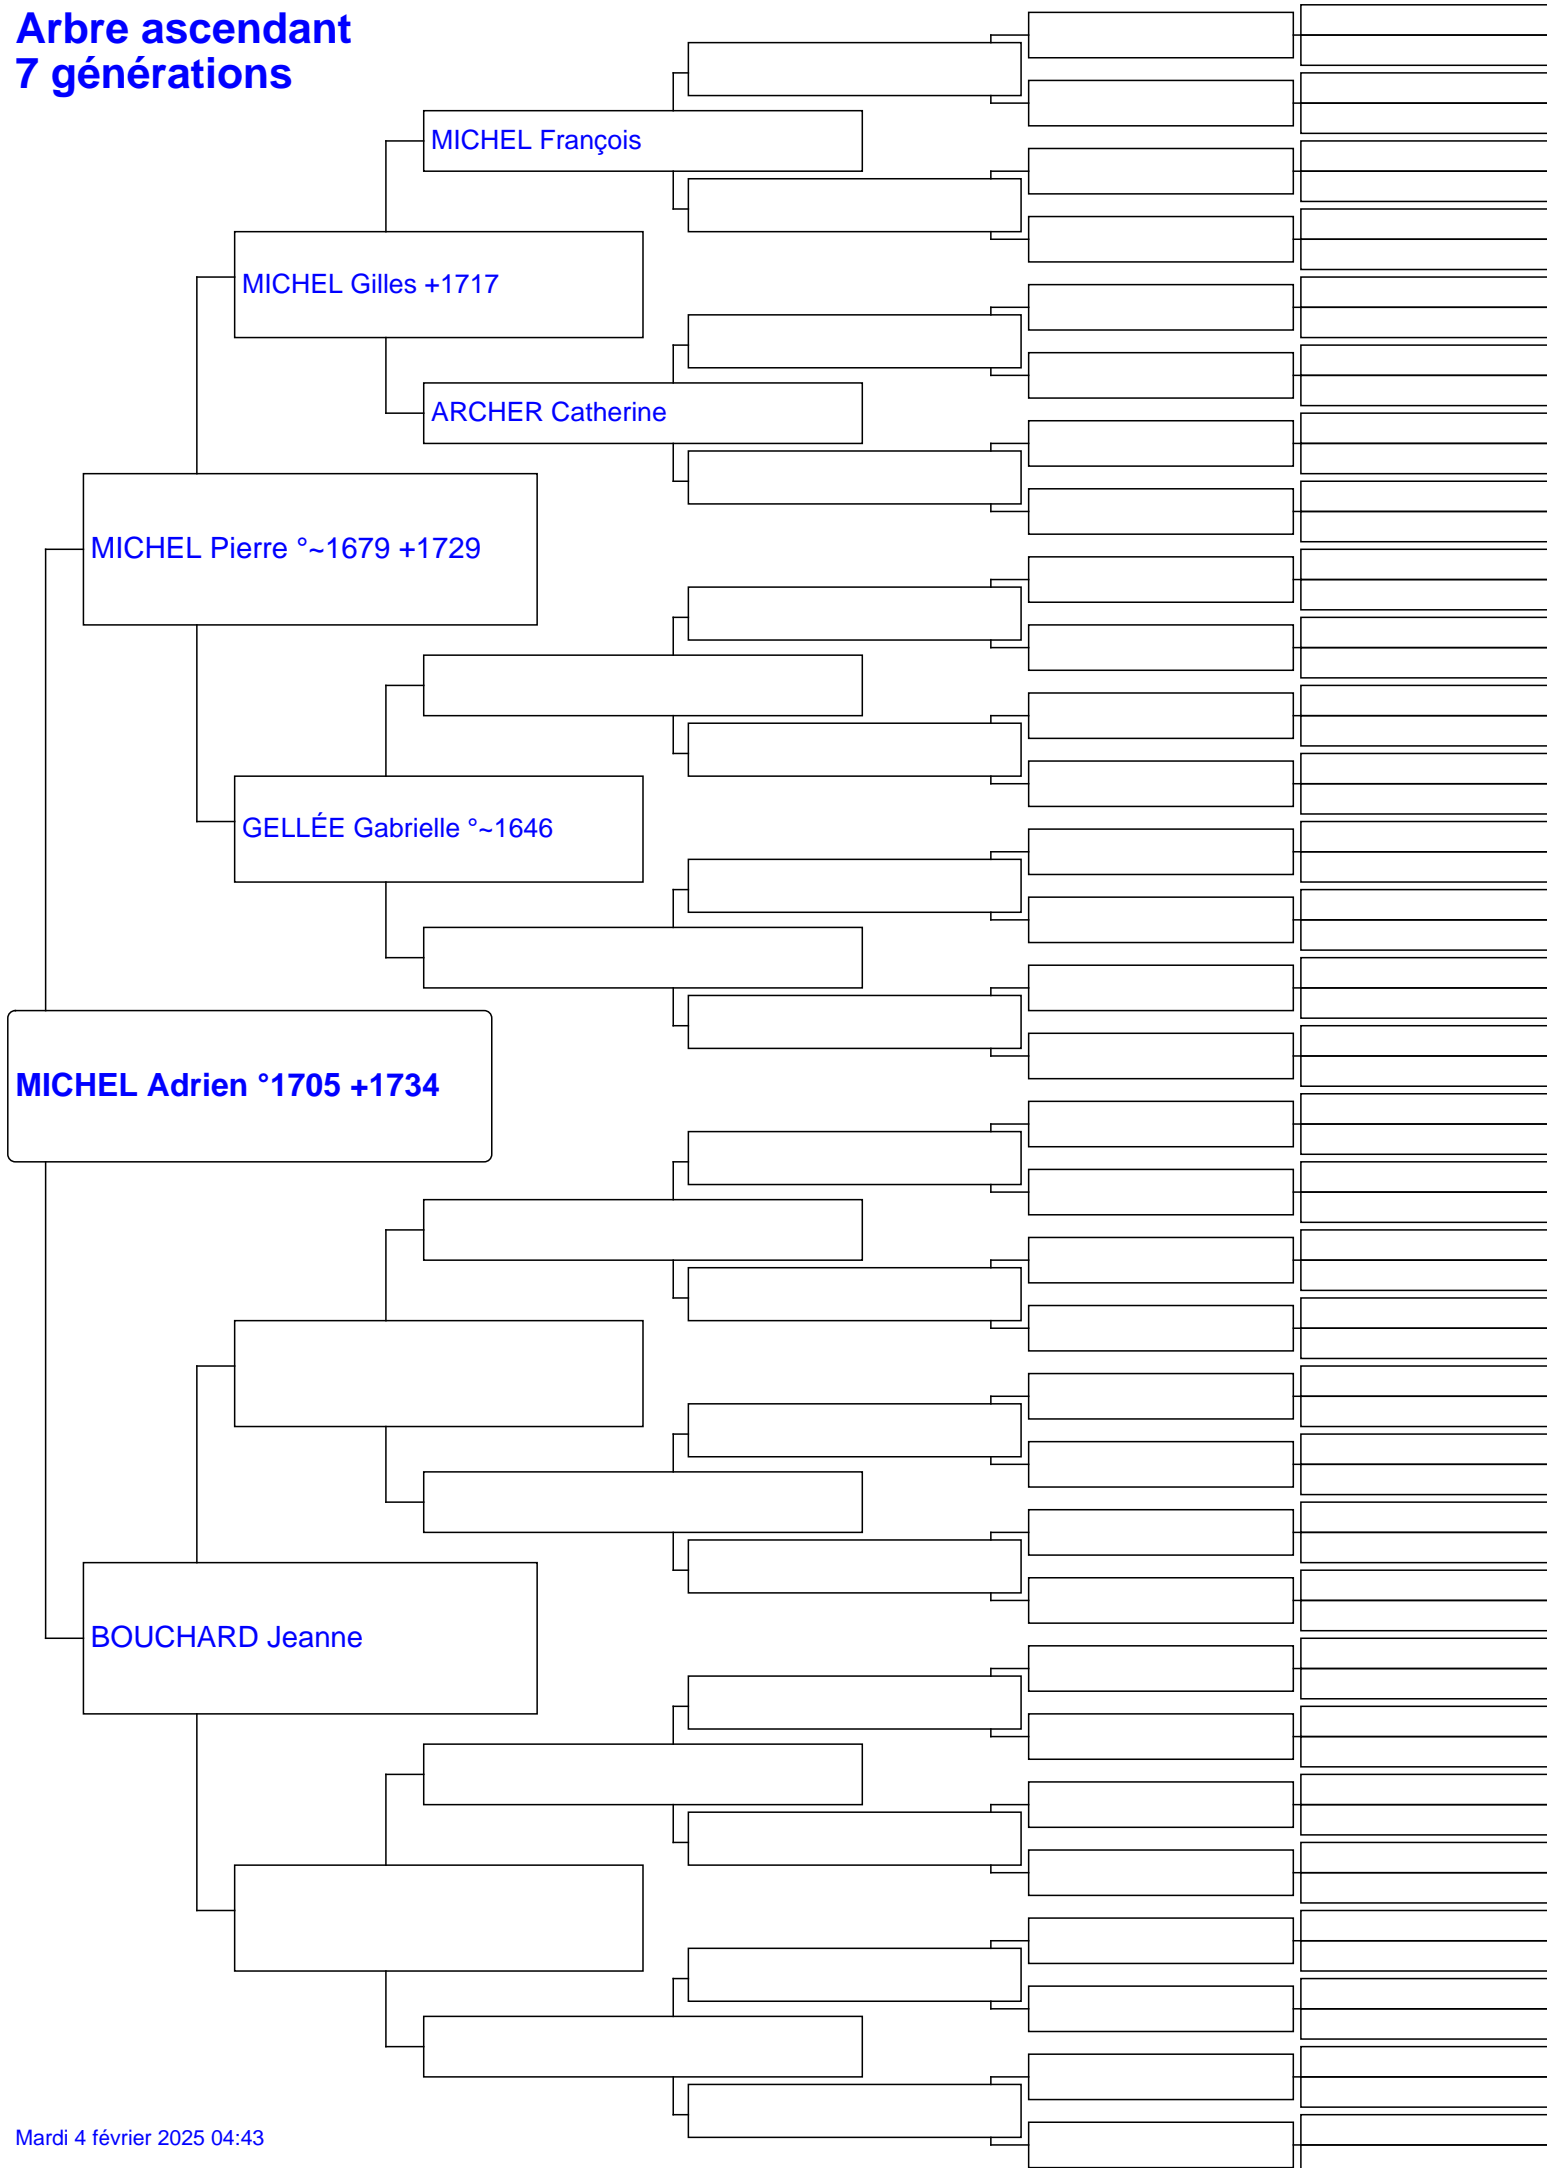 Arbre ascendant
7 générations
MICHEL François
MICHEL Gilles +1717
ARCHER Catherine
MICHEL Pierre °~1679 +1729
GELLÉE Gabrielle °~1646
MICHEL Adrien °1705 +1734
BOUCHARD Jeanne
Mardi 4 février 2025 04:43